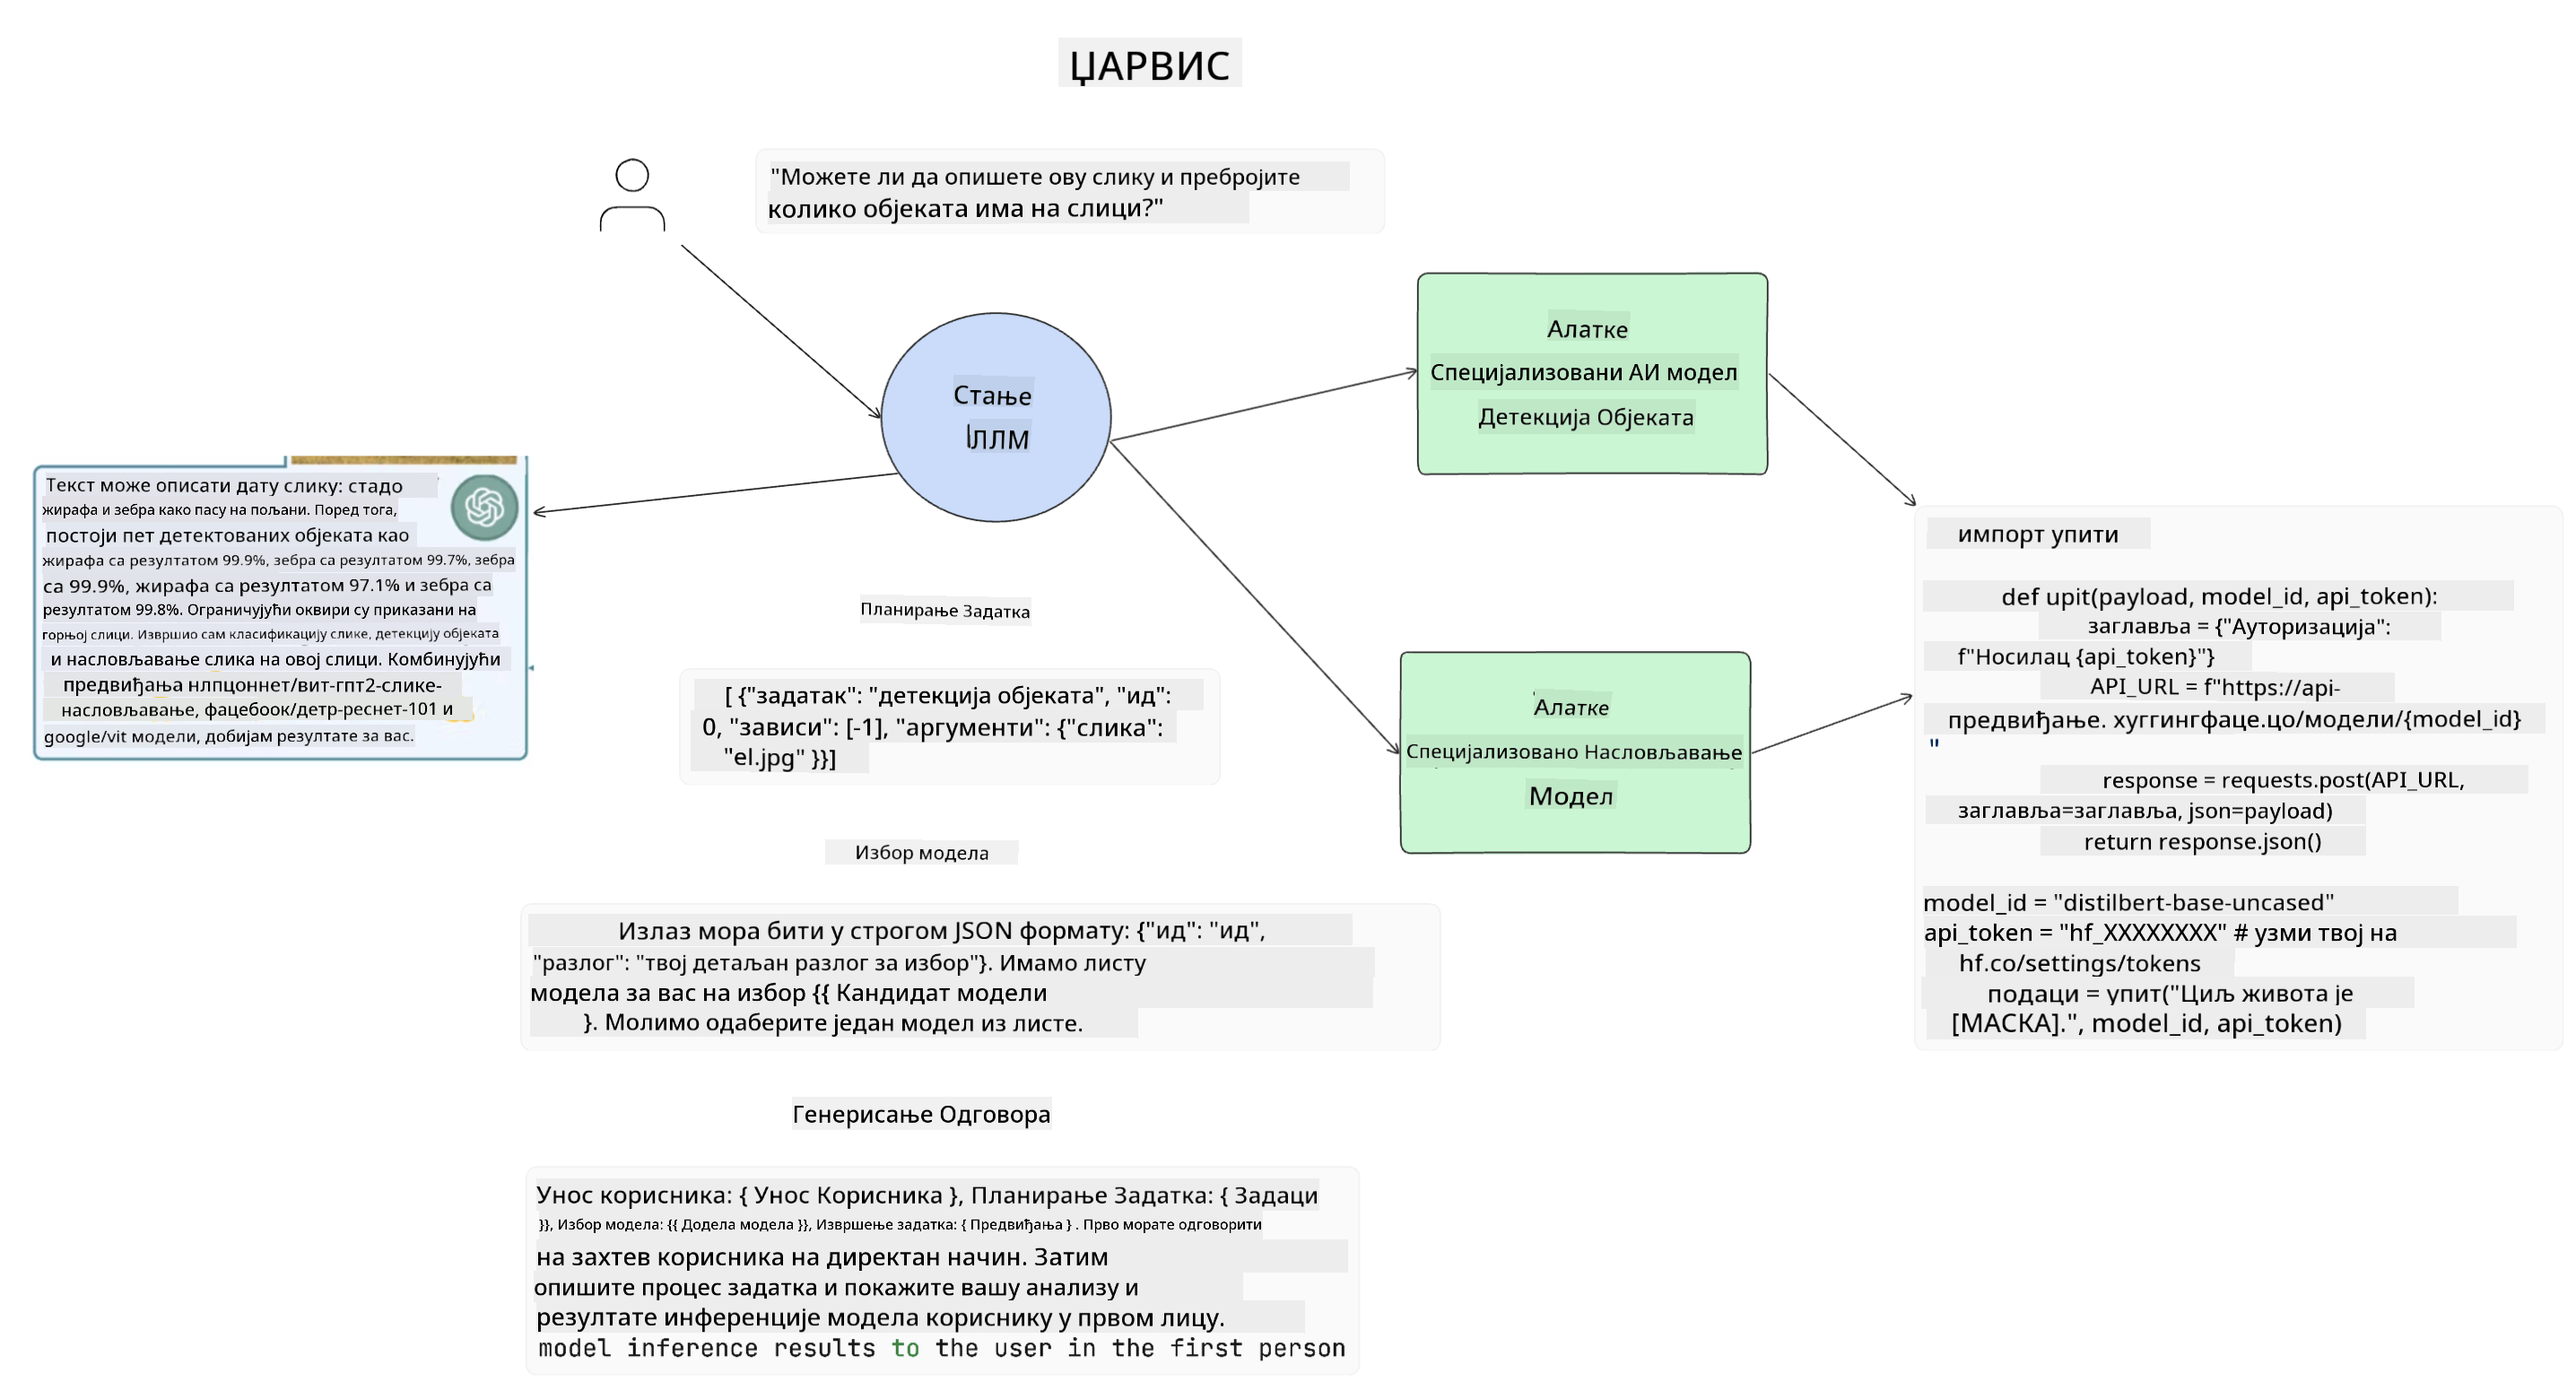 ЏАРВИС
"Можете ли да опишете ову слику и пребројите
колико објеката има на слици?"
Стање
ЛЛМ
Алатке
Специјализовани АИ модел
Детекција Објеката
Текст може описати дату слику: стадо
жирафа и зебра како пасу на пољани. Поред тога,
постоји пет детектованих објеката као
жирафа са резултатом 99.9%, зебра са резултатом 99.7%, зебра
са 99.9%, жирафа са резултатом 97.1% и зебра са
резултатом 99.8%. Ограничујући оквири су приказани на
горњој слици. Извршио сам класификацију слике, детекцију објеката
и насловљавање слика на овој слици. Комбинујући
предвиђања нлпцоннет/вит-гпт2-слике-
насловљавање, фацебоок/детр-реснет-101 и
google/vit модели, добијам резултате за вас.
Планирање Задатка
[ {"задатак": "детекција објеката", "ид":
0, "зависи": [-1], "аргументи": {"слика":
"el.jpg" }}]
Алатке
Специјализовано Насловљавање
Модел
импорт упити
def upit(payload, model_id, api_token):
заглавља = {"Ауторизација":
f"Носилац {api_token}"}
API_URL = f"https://api-
предвиђање. хуггингфаце.цо/модели/{model_id}
"
response = requests.post(API_URL,
заглавља=заглавља, json=payload)
return response.json()
model_id = "distilbert-base-uncased"
api_token = "hf_XXXXXXXX" # узми твој на
hf.co/settings/tokens
подаци = упит("Циљ живота је
[МАСКА].", model_id, api_token)
Избор модела
Излаз мора бити у строгом JSON формату: {"ид": "ид",
"разлог": "твој детаљан разлог за избор"}. Имамо листу
модела за вас на избор {{ Кандидат модели
}. Молимо одаберите један модел из листе.
Генерисање Одговора
Унос корисника: { Унос Корисника }, Планирање Задатка: { Задаци
}}, Избор модела: {{ Додела модела }}, Извршење задатка: { Предвиђања } . Прво морате одговорити
на захтев корисника на директан начин. Затим
опишите процес задатка и покажите вашу анализу и
резултате инференције модела кориснику у првом лицу.
model inference results to the user in the first person